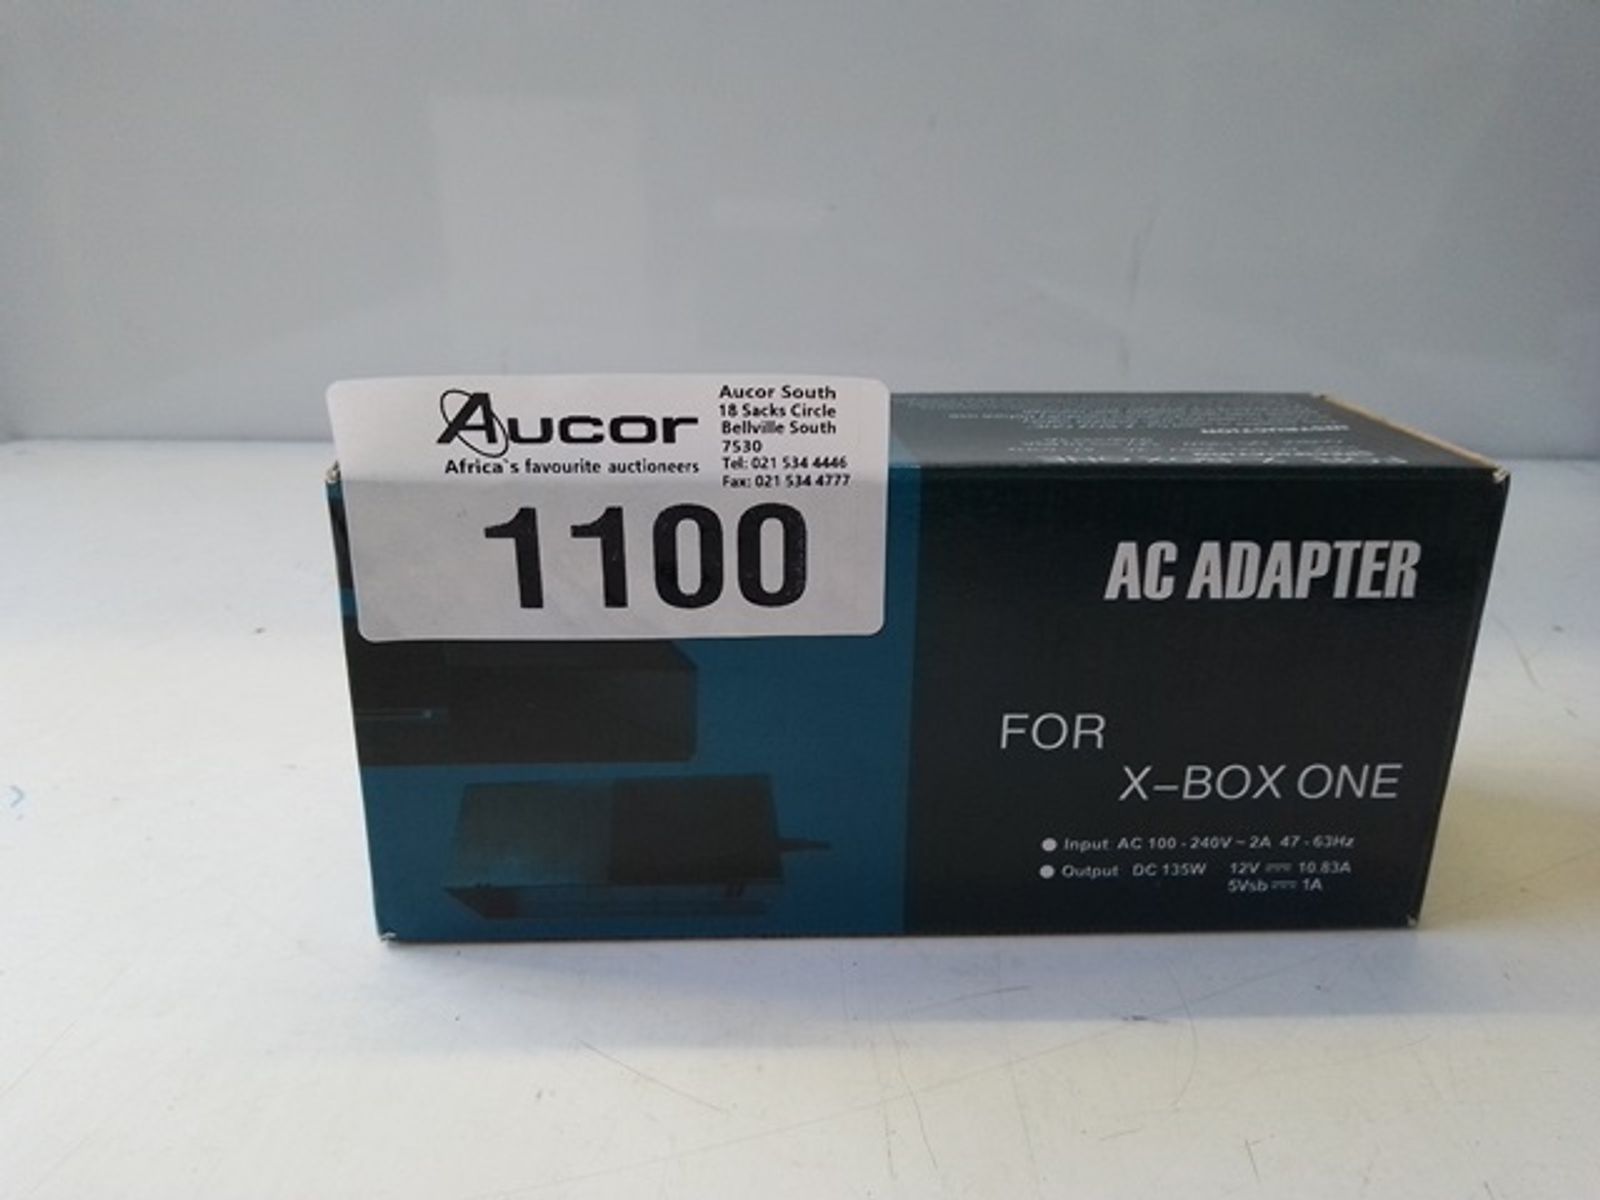 Aucor
Africa`s favourite auctioneers
Aucor South
18 Sacks Circle
Bellville South
7530
Tel: 021 534 4446
Fax: 021 534 4777
1100
AC ADAPTER
FOR
X-BOX ONE
Input AC 100 - 240V ~ 2A 47 - 63Hz
Output DC 135W 12V ⎓ 10.83A
5Vsb ⎓ 1A